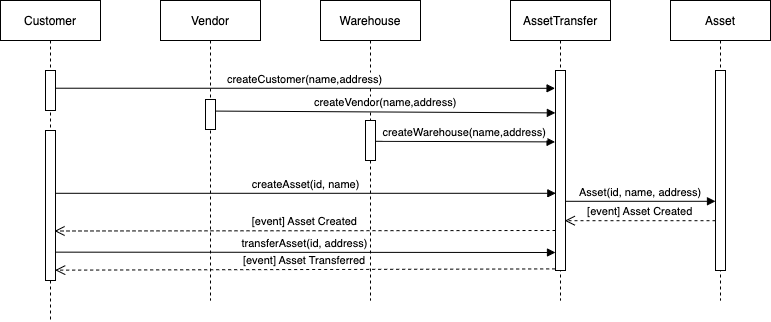 Customer
Vendor
Warehouse
AssetTransfer
Asset
createCustomer(name,address)
createVendor(name,address)
createWarehouse(name,address)
createAsset(id, name)
Asset(id, name, address)
[event] Asset Created
[event] Asset Created
transferAsset(id, address)
[event] Asset Transferred